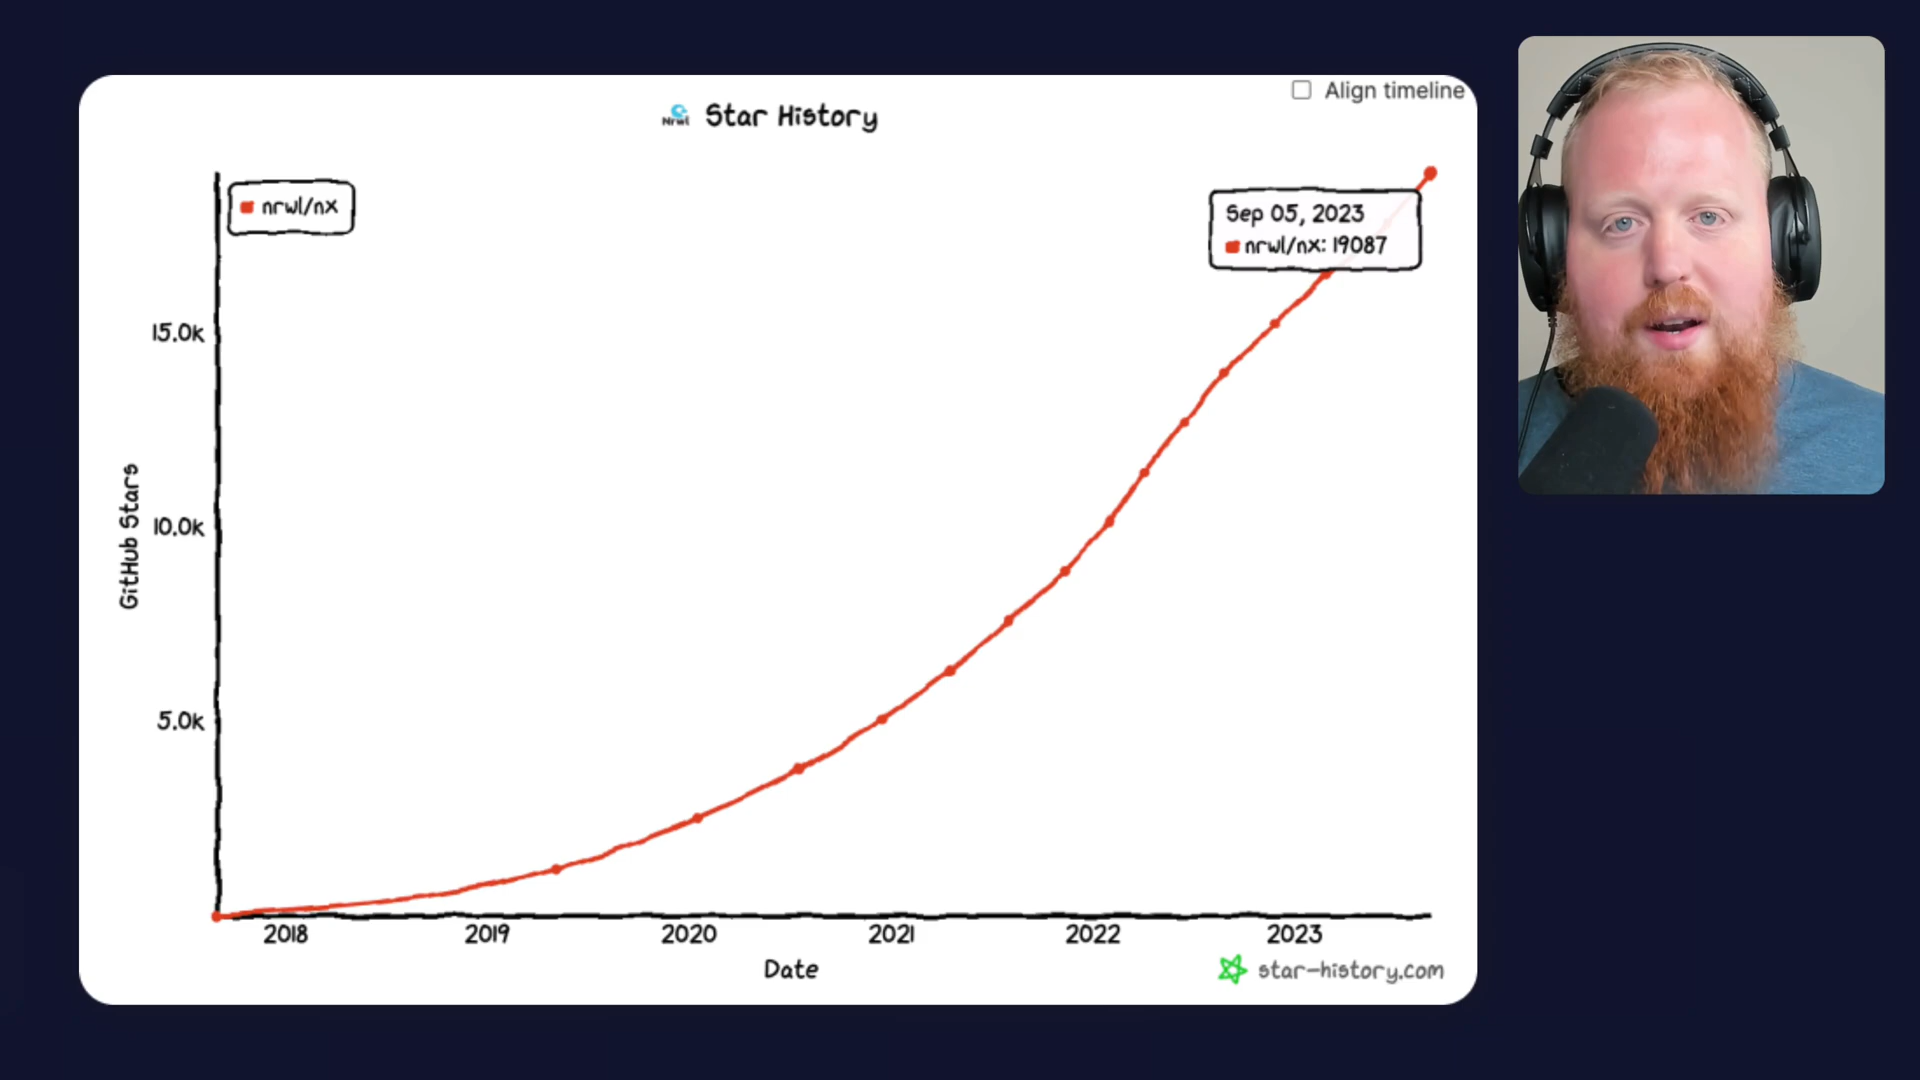 Align timeline
Nrwl Star History
nrwl/nx
Sep 05, 2023
nrwl/nx: 19087
15.0k
10.0k
5.0k
GitHub Stars
2018 2019 2020 2021 2022 2023
Date
star-history.com